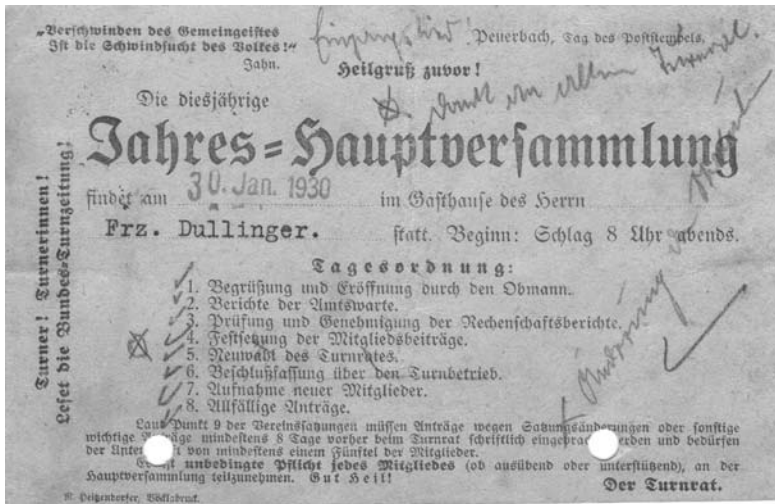 „Verschwinden des Gemeingeistes
Ist die Schwindsucht des Volkes!“
Jahn.
Eingangslied!
Peuerbach, Tag des Poststempels.
Heilgruß zuvor!
Die diesjährige
Jahres=Hauptversammlung
findet am 30. Jan. 1930 im Gasthause des Herrn
Frz. Dullinger. statt. Beginn: Schlag 8 Uhr abends.
Turner! Turnerinnen!
Leset die Bundes-Turnzeitung!
Tagesordnung:
1. Begrüßung und Eröffnung durch den Obmann.
2. Berichte der Amtswarte.
3. Prüfung und Genehmigung der Rechenschaftsberichte.
4. Festsetzung der Mitgliedsbeiträge.
5. Neuwahl des Turnrates.
6. Beschlußfassung über den Turnbetrieb.
7. Aufnahme neuer Mitglieder.
8. Allfällige Anträge.
Laut Punkt 9 der Vereinssatzungen müssen Anträge wegen Satzungsänderungen oder sonstige
wichtige Anträge mindestens 8 Tage vorher beim Turnrat schriftlich eingebracht werden und bedürfen
der von mindestens einem Fünftel der Mitglieder.
Es ist unbedingte Pflicht jedes Mitgliedes (ob ausübend oder unterstützend), an der
Hauptversammlung teilzunehmen. Gut Heil!
Der Turnrat.
Vöcklabruck.